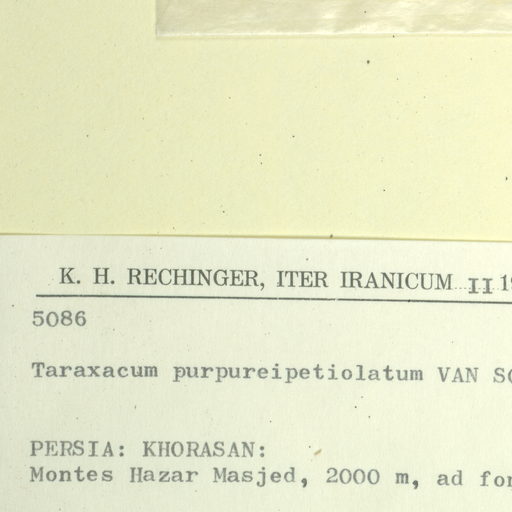 K. H. RECHINGER, ITER IRANICUM II
5086
Taraxacum purpureipetiolatum VAN
PERSIA: KHORASAN:
Montes Hazar Masjed, 2000 m, ad